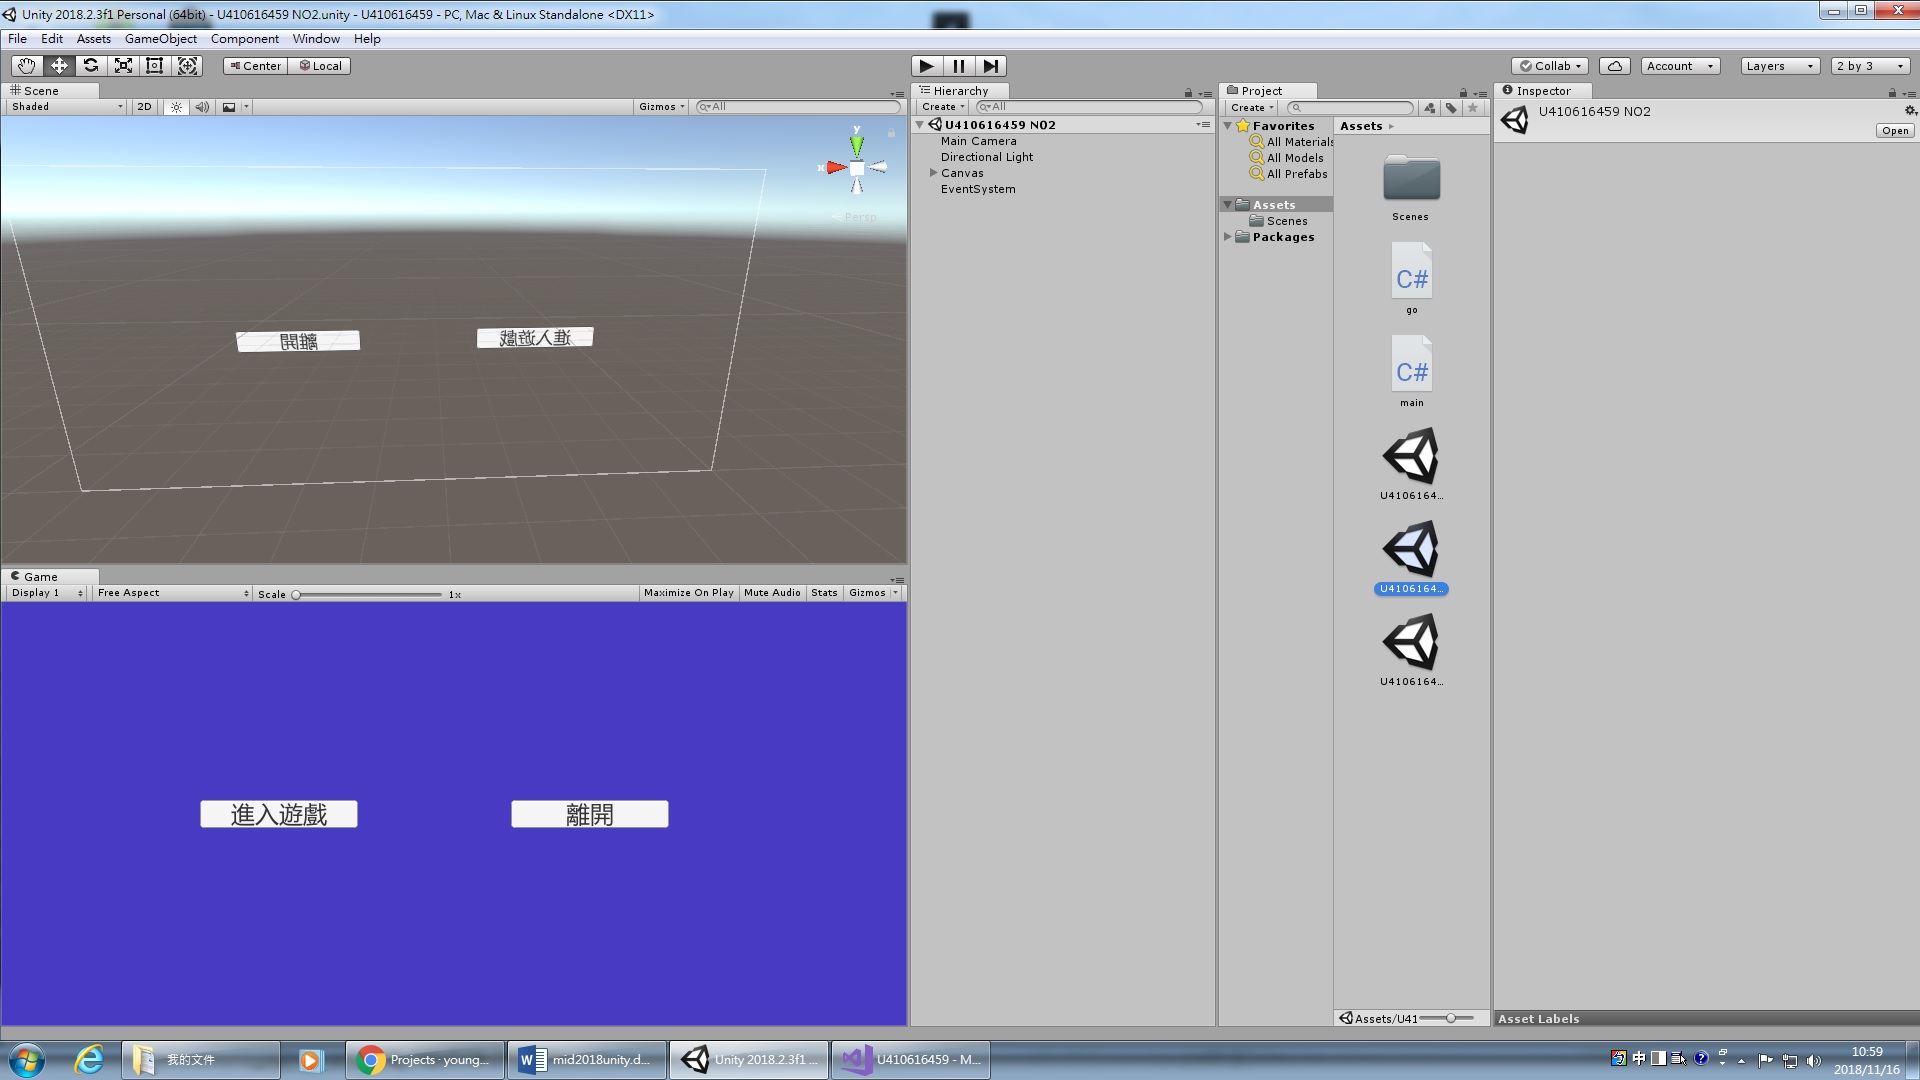 Unity 2018.2.3f1 Personal (64bit) - U410616459 NO2.unity - U410616459 - PC, Mac & Linux Standalone <DX11>
File Edit Assets GameObject Component Window Help
Center Local
Collab Account Layers 2 by 3
Scene
Shaded 2D Gizmos All
y
x
Persp
離開
進入遊戲
Game
Display 1 Free Aspect Scale 1x Maximize On Play Mute Audio Stats Gizmos
進入遊戲 離開
Hierarchy
Create All
U410616459 NO2
Main Camera
Directional Light
Canvas
EventSystem
Project
Create
Favorites
All Materials
All Models
All Prefabs
Assets
Scenes
Packages
Assets
Scenes
C#
go
C#
main
U4106164...
U4106164...
U4106164...
Assets/U41
Inspector
U410616459 NO2
Open
Asset Labels
我的文件
Projects · young...
mid2018unity.d...
Unity 2018.2.3f1 ...
U410616459 - M...
中
10:59
2018/11/16